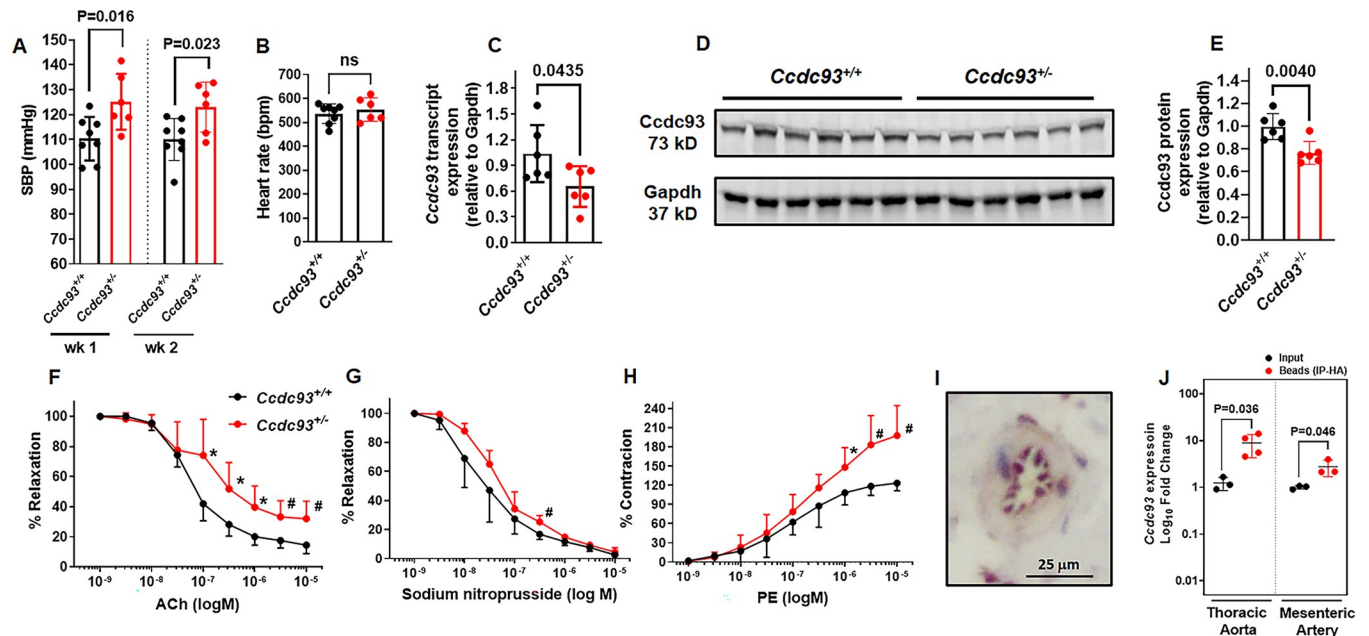 A
P=0.016
P=0.023
SBP (mmHg)
150
140
130
120
110
100
90
80
70
60
Ccdc93+/+
Ccdc93+/-
Ccdc93+/+
Ccdc93+/-
wk 1
wk 2
B
ns
Heart rate (bpm)
700
600
500
400
300
200
100
0
Ccdc93+/+
Ccdc93+/-
C
0.0435
Ccdc93 transcript
expression
(relative to Gapdh)
1.8
1.5
1.2
0.9
0.6
0.3
0.0
Ccdc93+/+
Ccdc93+/-
D
Ccdc93+/+
Ccdc93+/-
Ccdc93
73 kD
Gapdh
37 kD
E
0.0040
Ccdc93 protein
expression
(relative to Gapdh)
1.4
1.2
1.0
0.8
0.6
0.4
0.2
0.0
Ccdc93+/+
Ccdc93+/-
F
Ccdc93+/+
Ccdc93+/-
% Relaxation
100
80
60
40
20
0
* * * # #
10-9 10-8 10-7 10-6 10-5
ACh (logM)
G
% Relaxation
100
80
60
40
20
0
#
10-9 10-8 10-7 10-6 10-5
Sodium nitroprusside (log M)
H
% Contracion
240
210
180
150
120
90
60
30
0
* # #
10-9 10-8 10-7 10-6 10-5
PE (logM)
I
25 µm
J
Input
Beads (IP-HA)
Ccdc93 expressoin
Log10 Fold Change
100
10
1
0.1
0.01
P=0.036
P=0.046
Thoracic
Aorta
Mesenteric
Artery